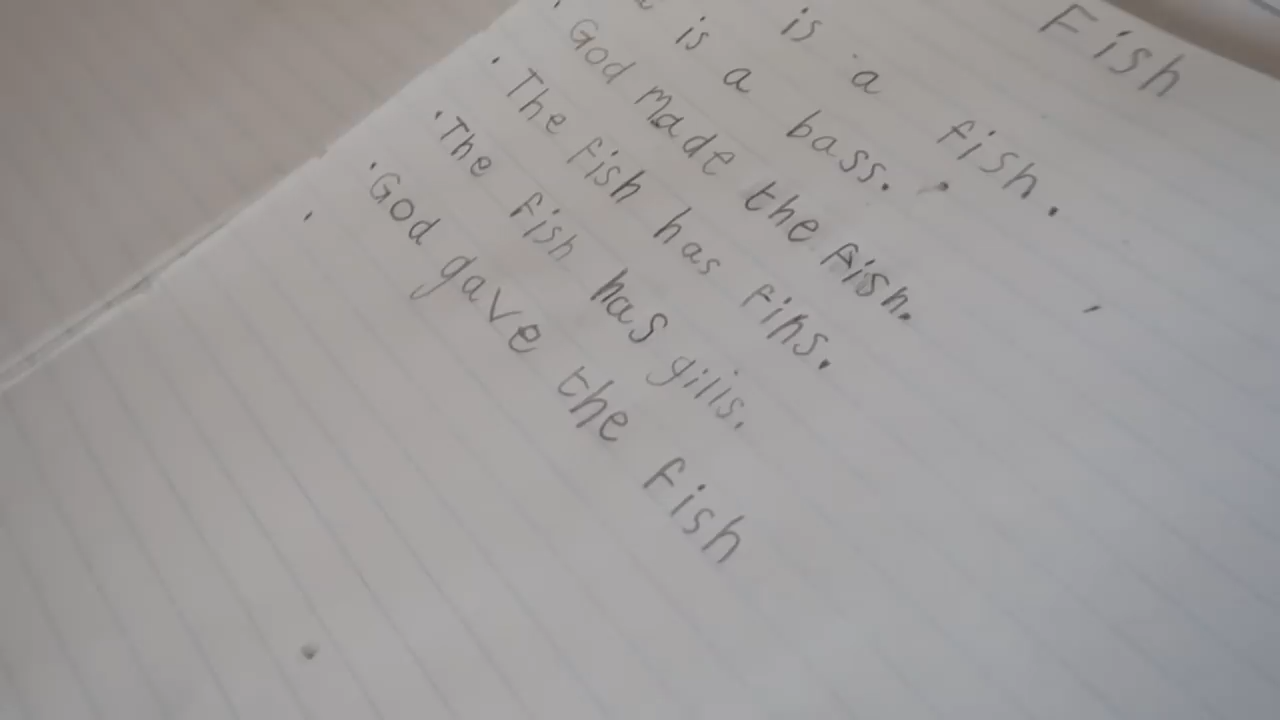 Fish
is a fish.
is a bass.
God made the fish.
The fish has fins.
The fish has gills.
God gave the fish